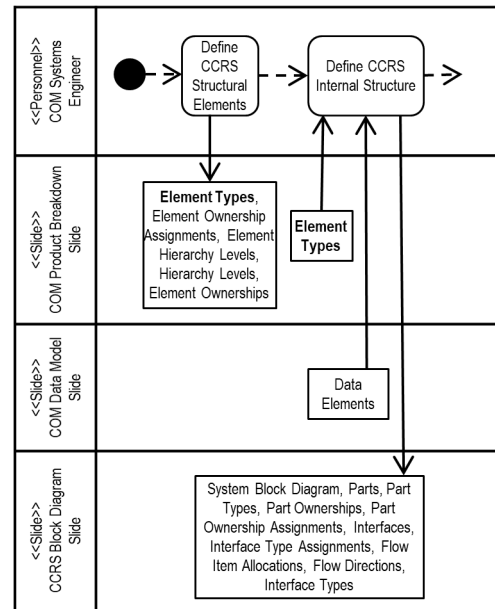 <<Personnel>>
COM Systems
Engineer
Define
CCRS
Structural
Elements
Define CCRS
Internal Structure
<<Slide>>
COM Product Breakdown
Slide
Element Types,
Element Ownership
Assignments, Element
Hierarchy Levels,
Hierarchy Levels,
Element Ownerships
Element
Types
<<Slide>>
COM Data Model
Slide
Data
Elements
<<Slide>>
CCRS Block Diagram
Slide
System Block Diagram, Parts, Part
Types, Part Ownerships, Part
Ownership Assignments, Interfaces,
Interface Type Assignments, Flow
Item Allocations, Flow Directions,
Interface Types